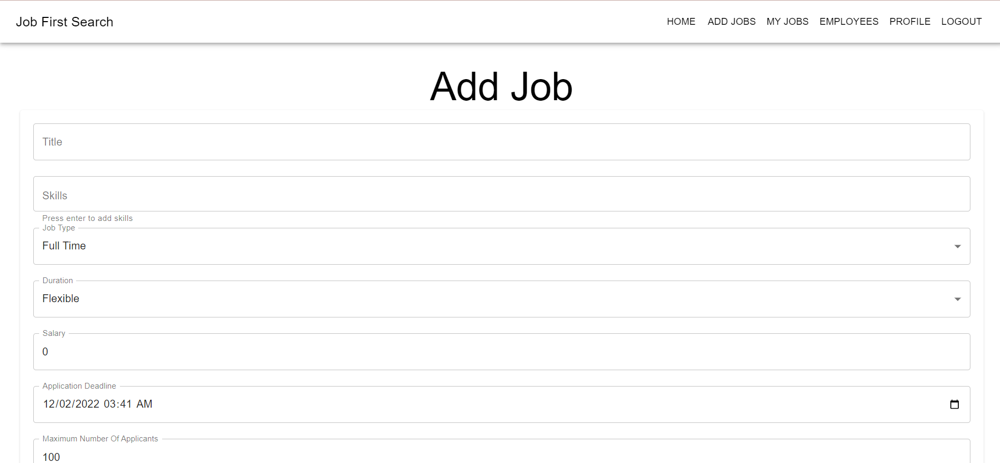 Job First Search HOME ADD JOBS MY JOBS EMPLOYEES PROFILE LOGOUT
Add Job
Title
Skills
Press enter to add skills
Job Type
Full Time
Duration
Flexible
Salary
0
Application Deadline
12/02/2022 03:41 AM
Maximum Number Of Applicants
100